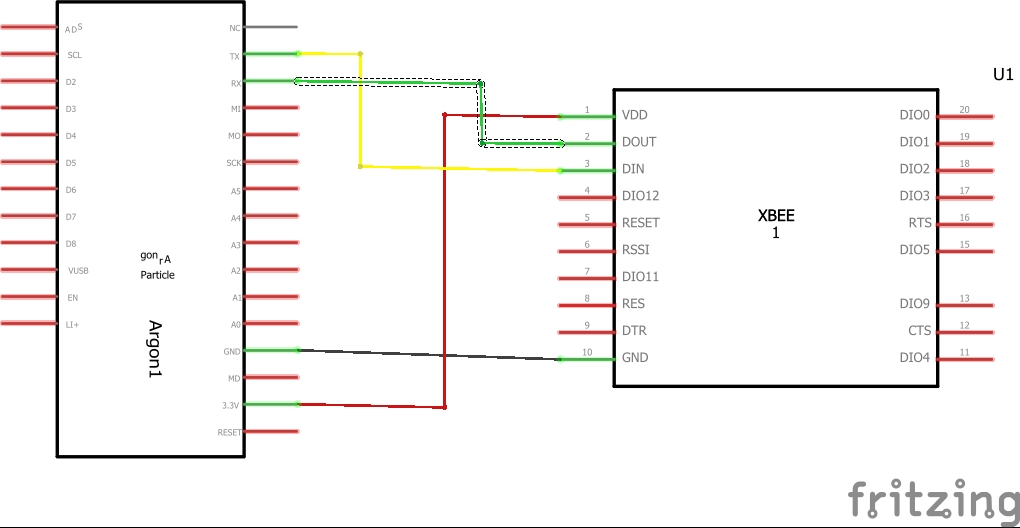 ADS
SCL
D2
D3
D4
D5
D6
D7
D8
VUSB
EN
LI+
NC
TX
RX
MI
MO
SCK
A5
A4
A3
A2
A1
A0
GND
MD
3.3V
RESET
gon rA
Particle
Argon1
U1
1 VDD
2 DOUT
3 DIN
4 DIO12
5 RESET
6 RSSI
7 DIO11
8 RES
9 DTR
10 GND
XBEE
1
DIO0 20
DIO1 19
DIO2 18
DIO3 17
RTS 16
DIO5 15
DIO9 13
CTS 12
DIO4 11
fritzing